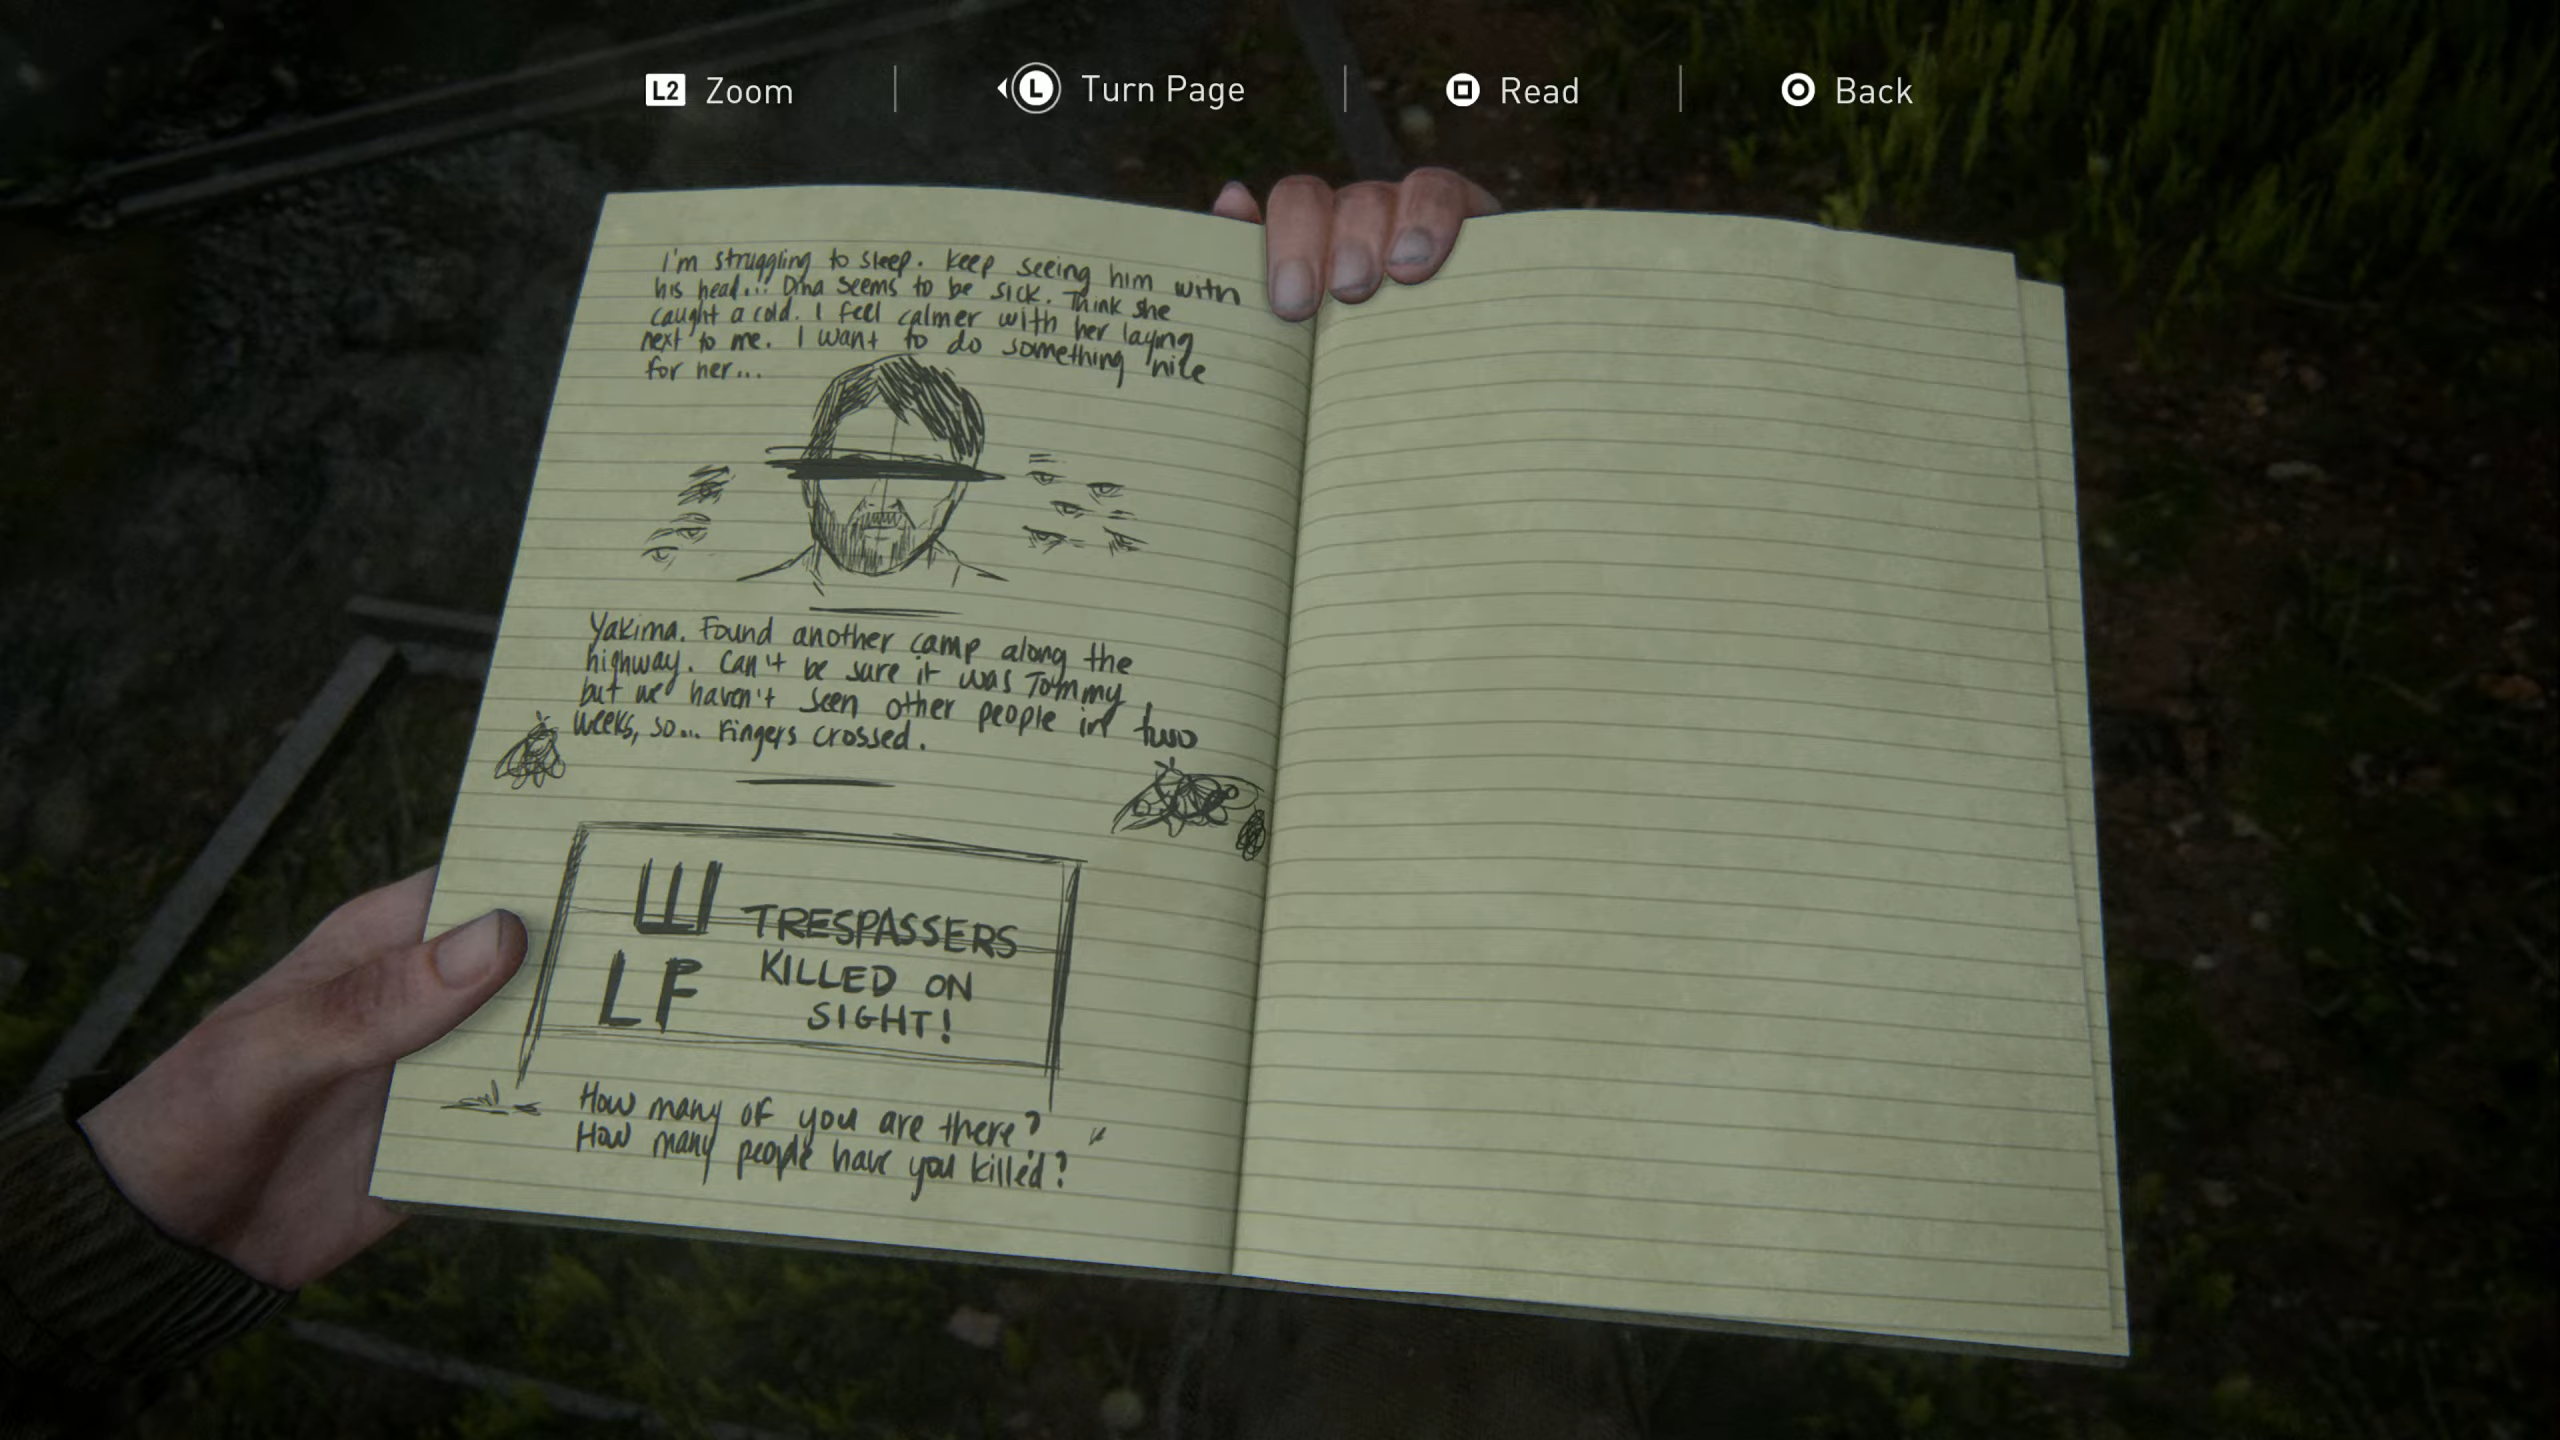 L2 Zoom
L Turn Page
Read
Back
I'm struggling to sleep. Keep seeing him with
his head... Dina seems to be sick. Think she
caught a cold. I feel calmer with her laying
next to me. I want to do something nice
for her...
Yakima. Found another camp along the
highway. Can't be sure it was Tommy
but we haven't seen other people in two
weeks, so... Fingers crossed.
W
LF
TRESPASSERS
KILLED ON
SIGHT!
How many of you are there?
How many people have you killed?